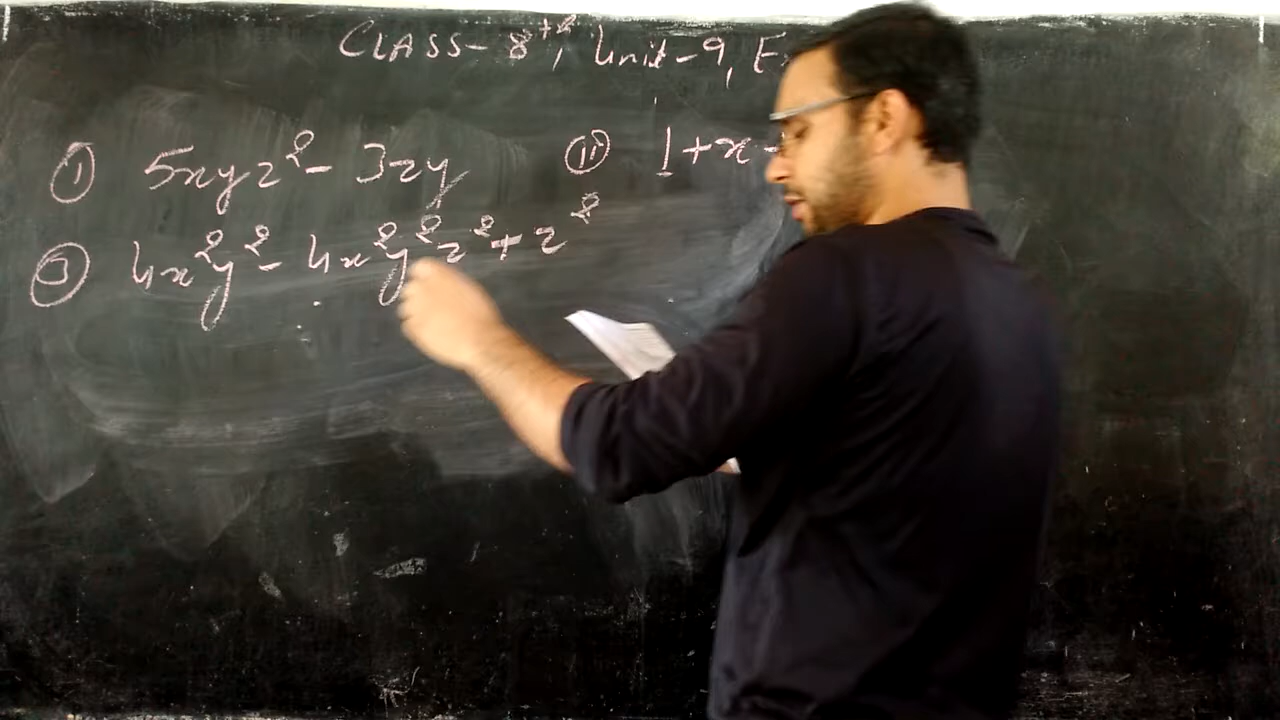 CLASS- 8th, Unit-9, E
① 5xyz² - 3zy ⑪ 1+x-
③ 4x²y² - 4x²y²z² + z²